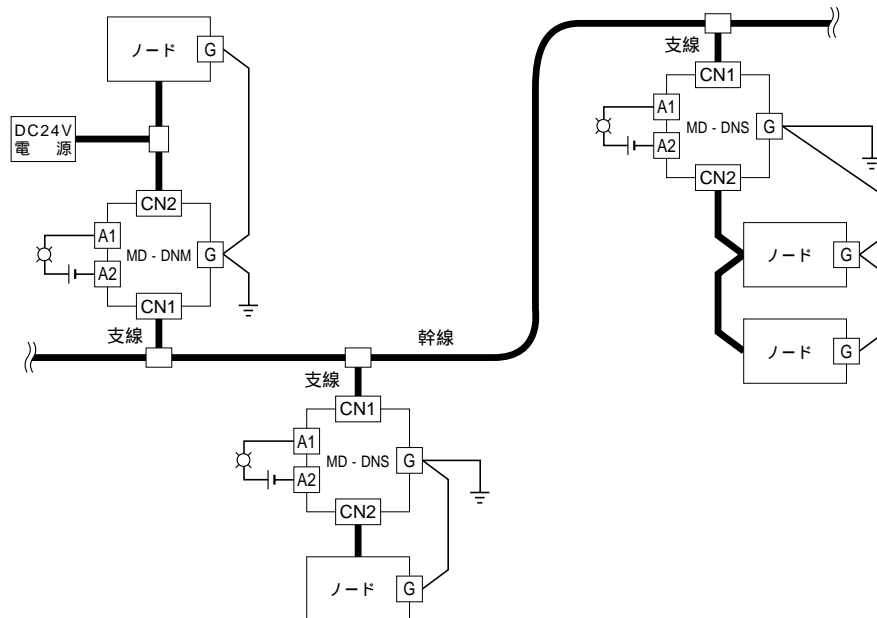 ノード
G
DC24V
電　源
CN2
A1
MD - DNM
G
A2
CN1
支線
幹線
支線
CN1
A1
MD - DNS
G
A2
CN2
ノード
G
支線
CN1
A1
MD - DNS
G
A2
CN2
ノード
G
ノード
G